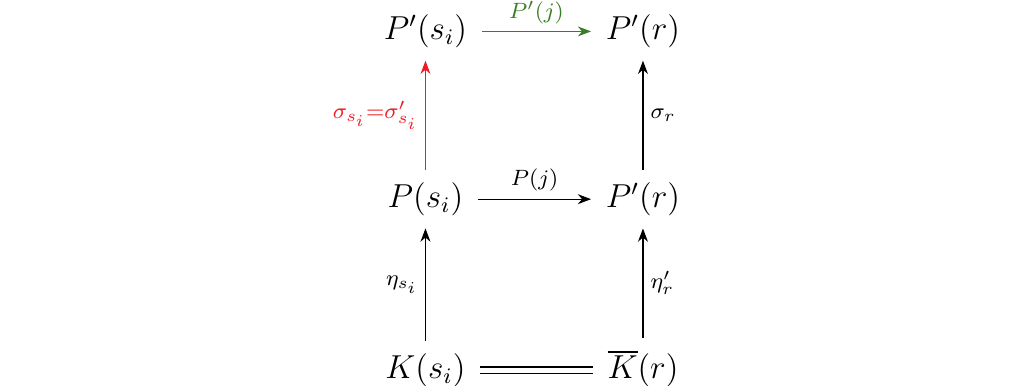 P′(j)
P′(s_i) P′(r)
σ_{s_i}=σ′_{s_i} σ_r
P(j)
P(s_i) P′(r)
η_{s_i} η′_r
K(s_i) K̅(r)